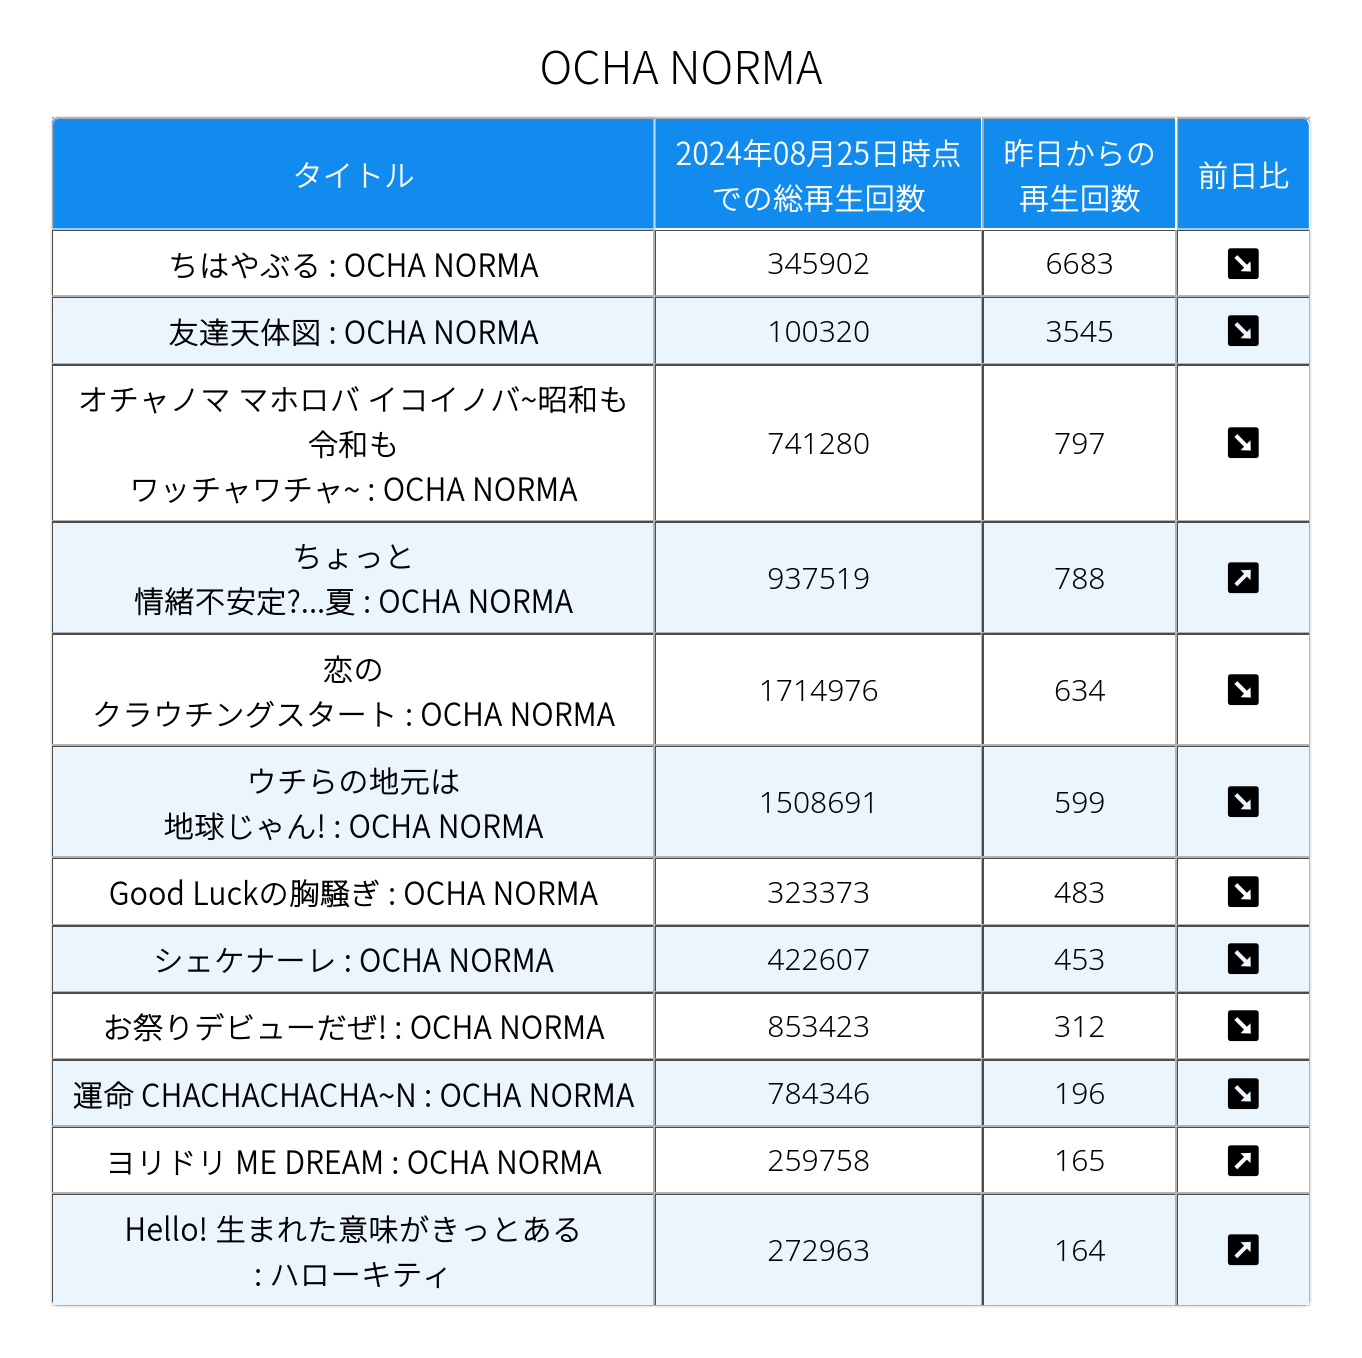 OCHA NORMA
タイトル
2024年08月25日時点
での総再生回数
昨日からの
再生回数
前日比
ちはやぶる : OCHA NORMA
345902
6683
友達天体図 : OCHA NORMA
100320
3545
オチャノマ マホロバ イコイノバ~昭和も
令和も
ワッチャワチャ~ : OCHA NORMA
741280
797
ちょっと
情緒不安定?...夏 : OCHA NORMA
937519
788
恋の
クラウチングスタート : OCHA NORMA
1714976
634
ウチらの地元は
地球じゃん! : OCHA NORMA
1508691
599
Good Luckの胸騒ぎ : OCHA NORMA
323373
483
シェケナーレ : OCHA NORMA
422607
453
お祭りデビューだぜ! : OCHA NORMA
853423
312
運命 CHACHACHACHA~N : OCHA NORMA
784346
196
ヨリドリ ME DREAM : OCHA NORMA
259758
165
Hello! 生まれた意味がきっとある
: ハローキティ
272963
164